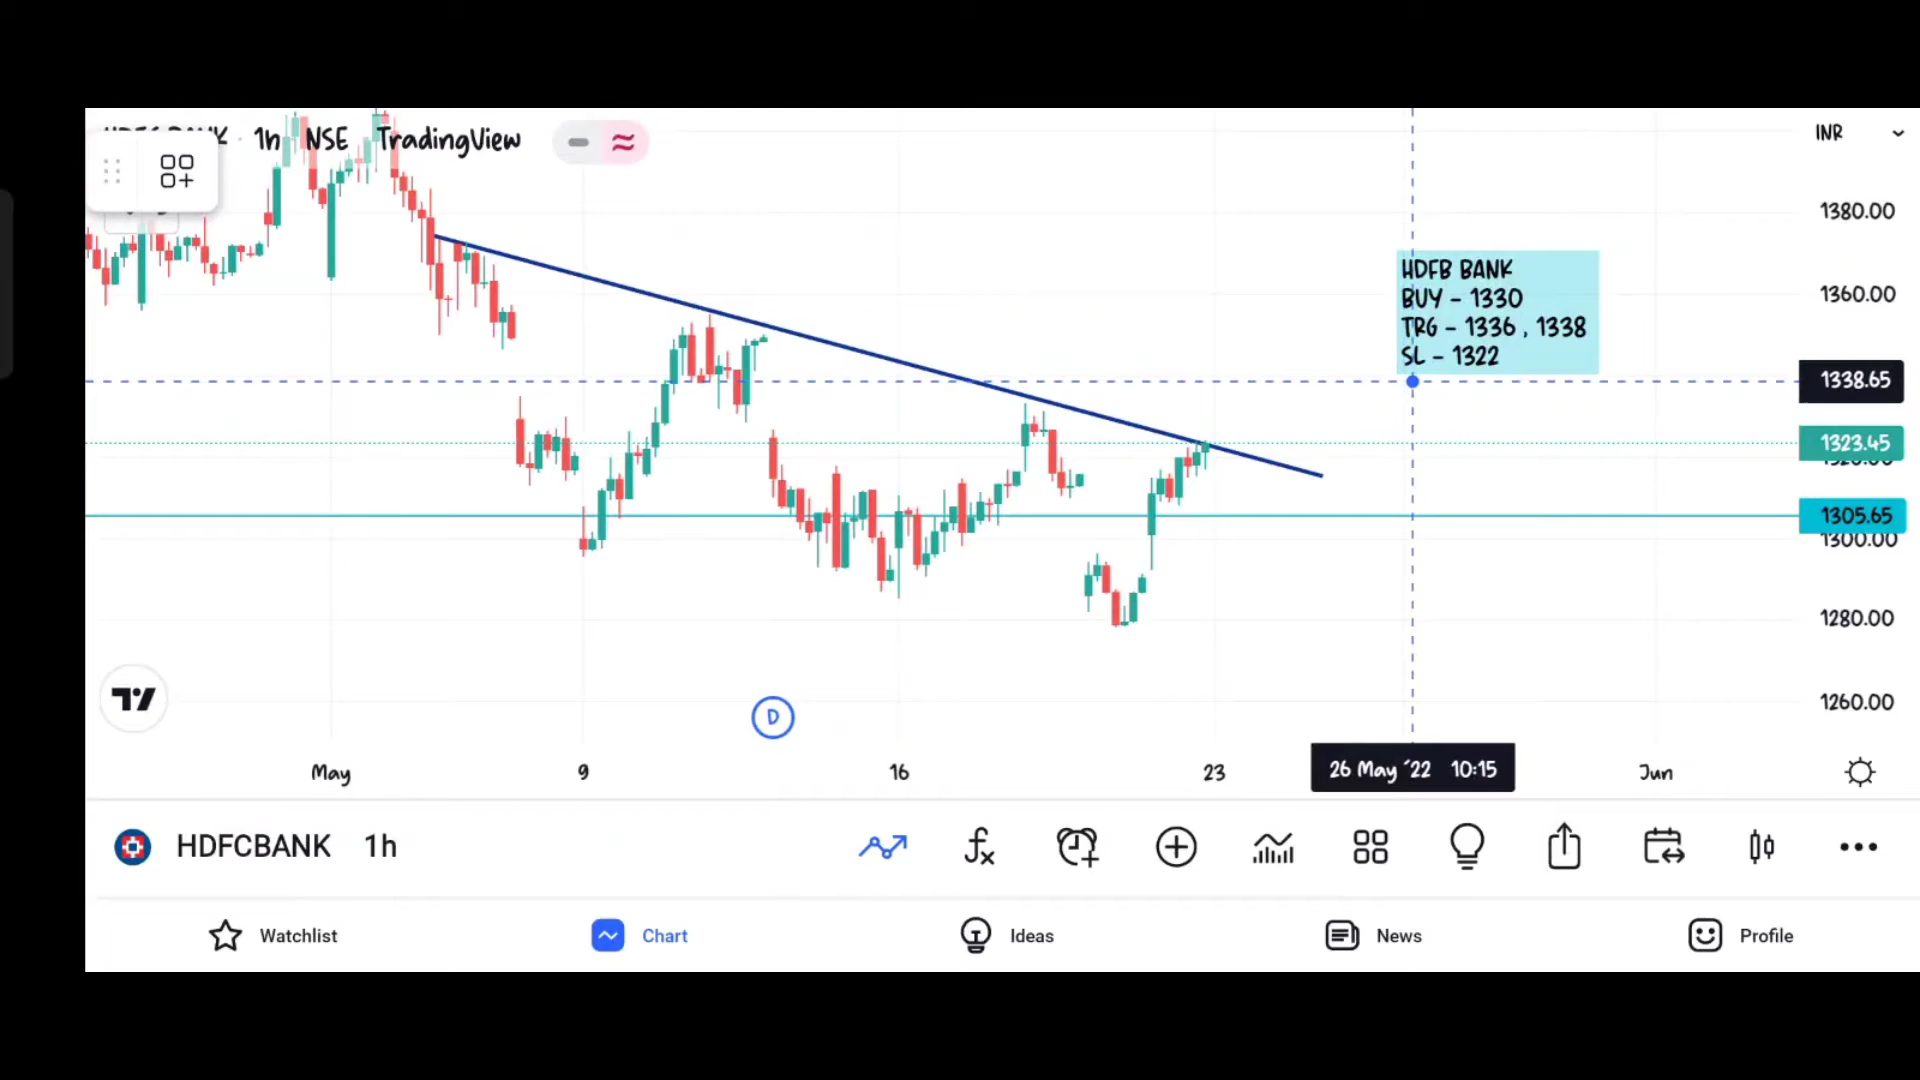 1h NSE TradingView
INR
1380.00
HDFB BANK
BUY - 1330
TRG - 1336 , 1338
SL - 1322
1360.00
1338.65
1323.45
1305.65
1300.00
1280.00
1260.00
D
May 9 16 23 26 May '22 10:15 Jun
HDFCBANK 1h
Watchlist Chart Ideas News Profile